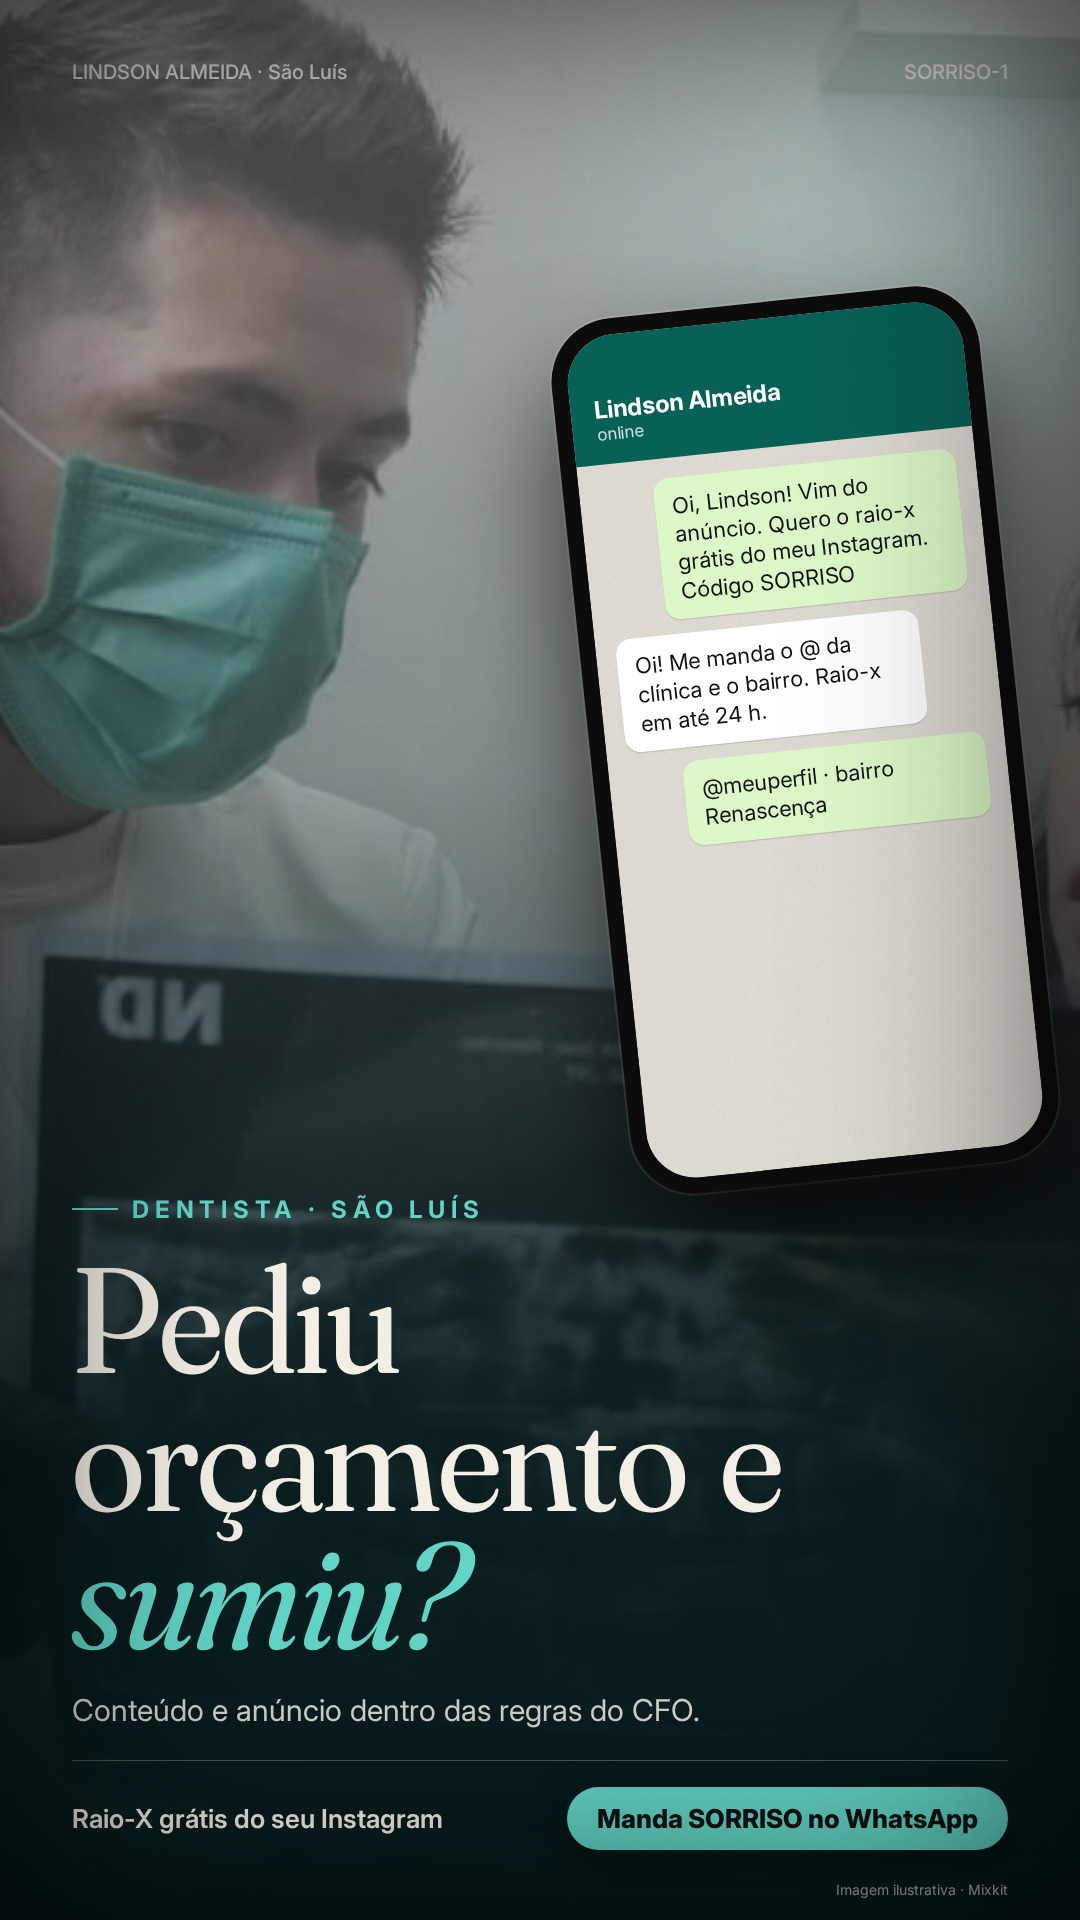 LINDSON ALMEIDA · São Luís
SORRISO-1
Lindson Almeida
online
Oi, Lindson! Vim do
anúncio. Quero o raio-x
grátis do meu Instagram.
Código SORRISO
Oi! Me manda o @ da
clínica e o bairro. Raio-x
em até 24 h.
@meuperfil · bairro
Renascença
ND
DENTISTA · SÃO LUÍS
Pediu
orçamento e
sumiu?
Conteúdo e anúncio dentro das regras do CFO.
Raio-X grátis do seu Instagram
Manda SORRISO no WhatsApp
Imagem ilustrativa · Mixkit